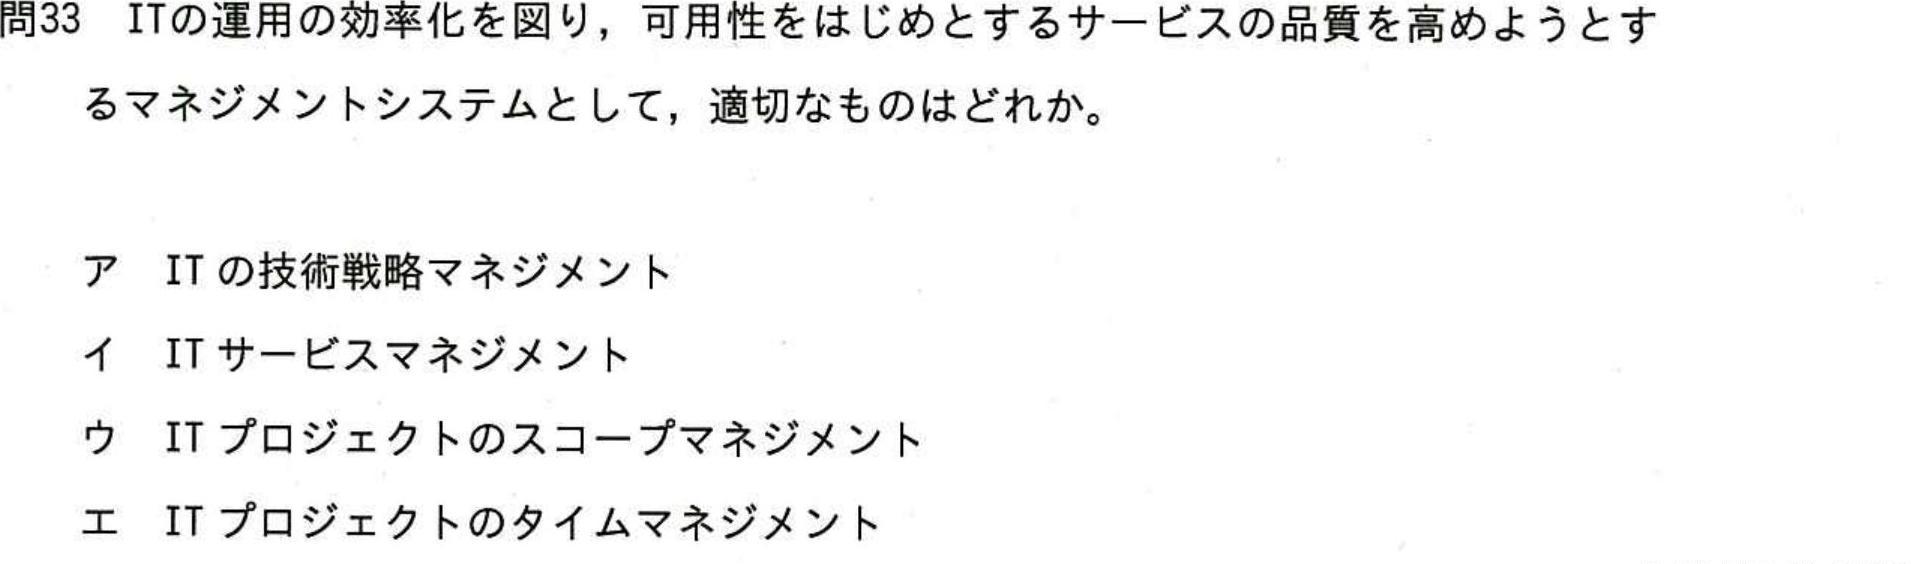 問33　ITの運用の効率化を図り，可用性をはじめとするサービスの品質を高めようとす
るマネジメントシステムとして，適切なものはどれか。
ア　IT の技術戦略マネジメント
イ　IT サービスマネジメント
ウ　IT プロジェクトのスコープマネジメント
エ　IT プロジェクトのタイムマネジメント